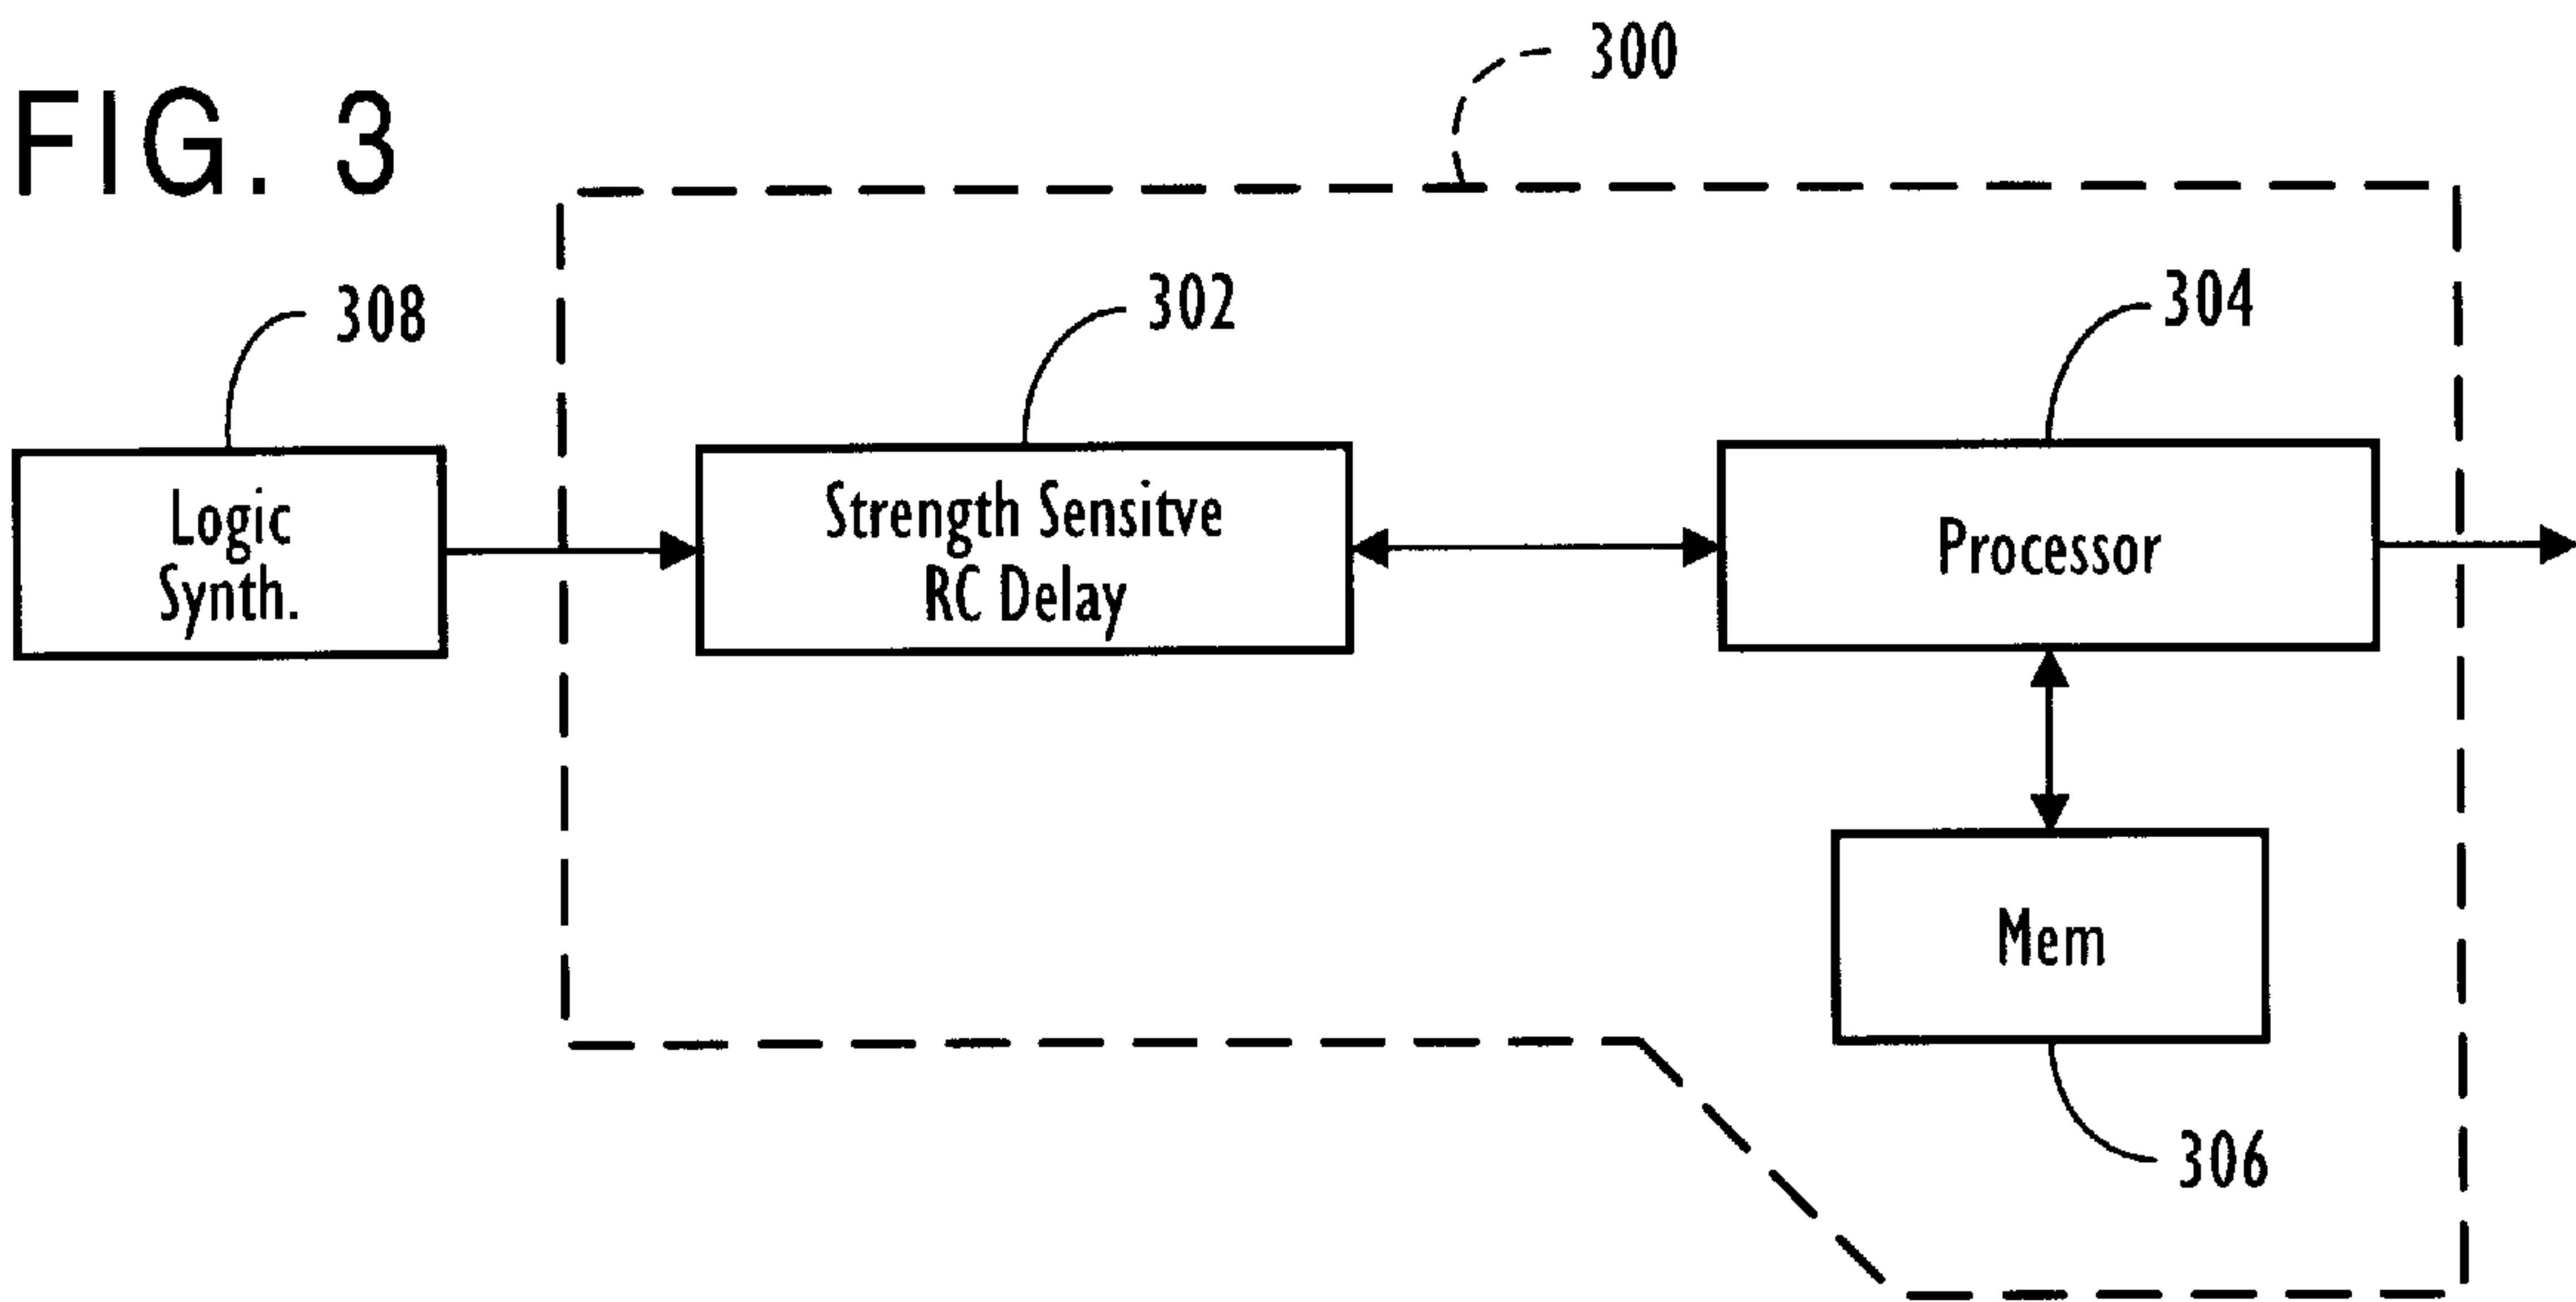 FIG. 3
300
308
302
304
Logic
Synth.
Strength Sensitve
RC Delay
Processor
Mem
306